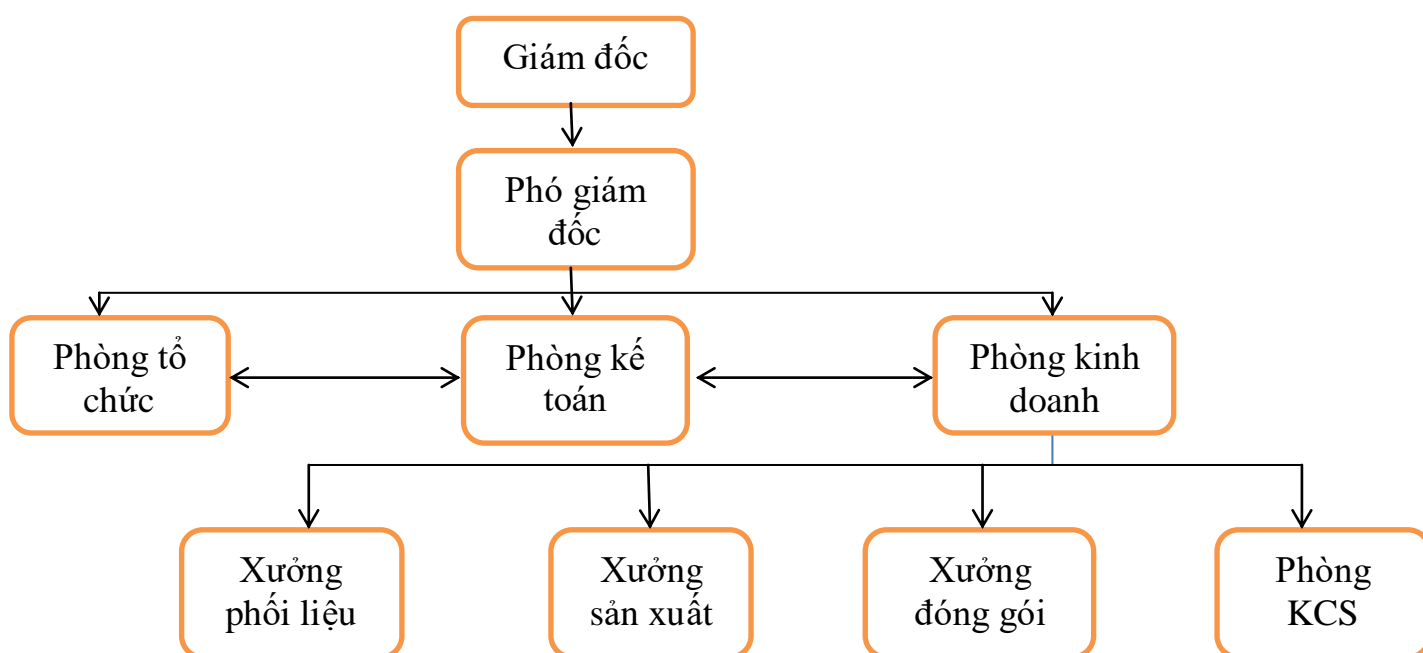 Giám đốc
Phó giám
đốc
Phòng tổ
chức
Phòng kế
toán
Phòng kinh
doanh
Xưởng
phối liệu
Xưởng
sản xuất
Xưởng
đóng gói
Phòng
KCS